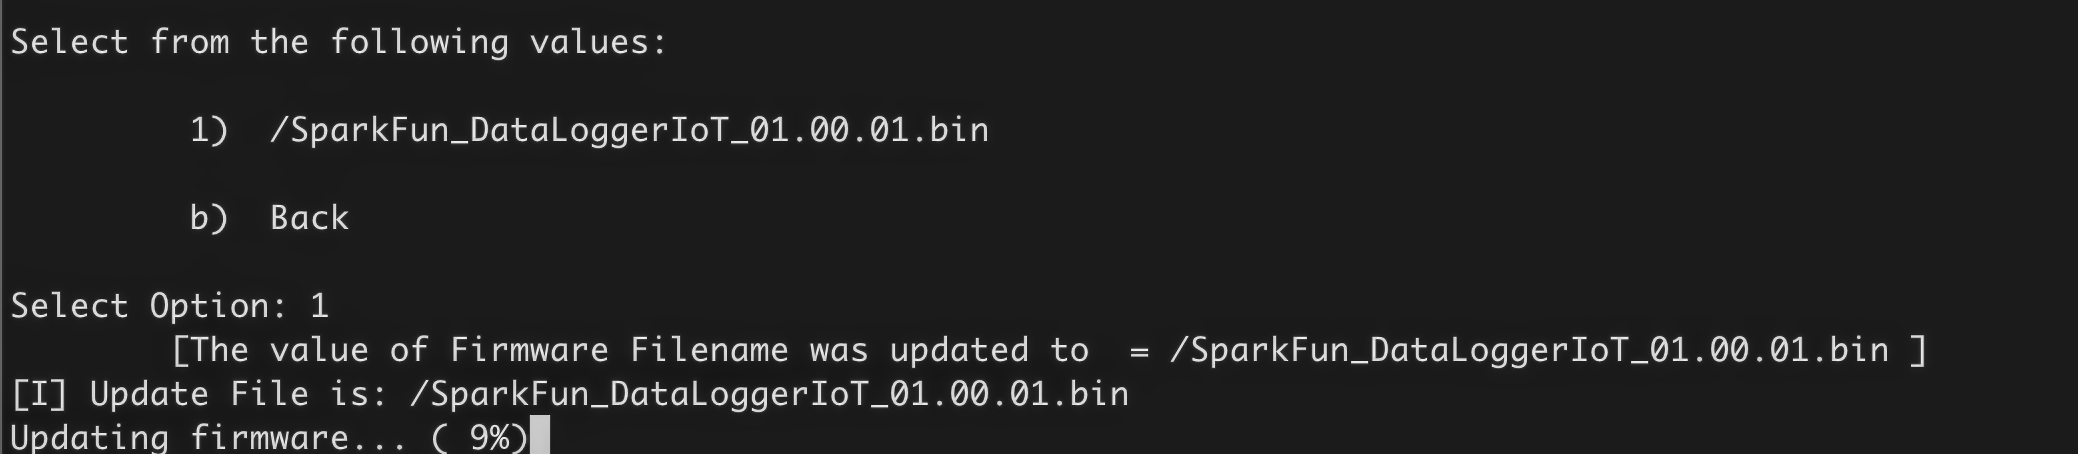 Select from the following values:
1)  /SparkFun_DataLoggerIoT_01.00.01.bin
b)  Back
Select Option: 1
[The value of Firmware Filename was updated to  = /SparkFun_DataLoggerIoT_01.00.01.bin ]
[I] Update File is: /SparkFun_DataLoggerIoT_01.00.01.bin
Updating firmware... ( 9%)